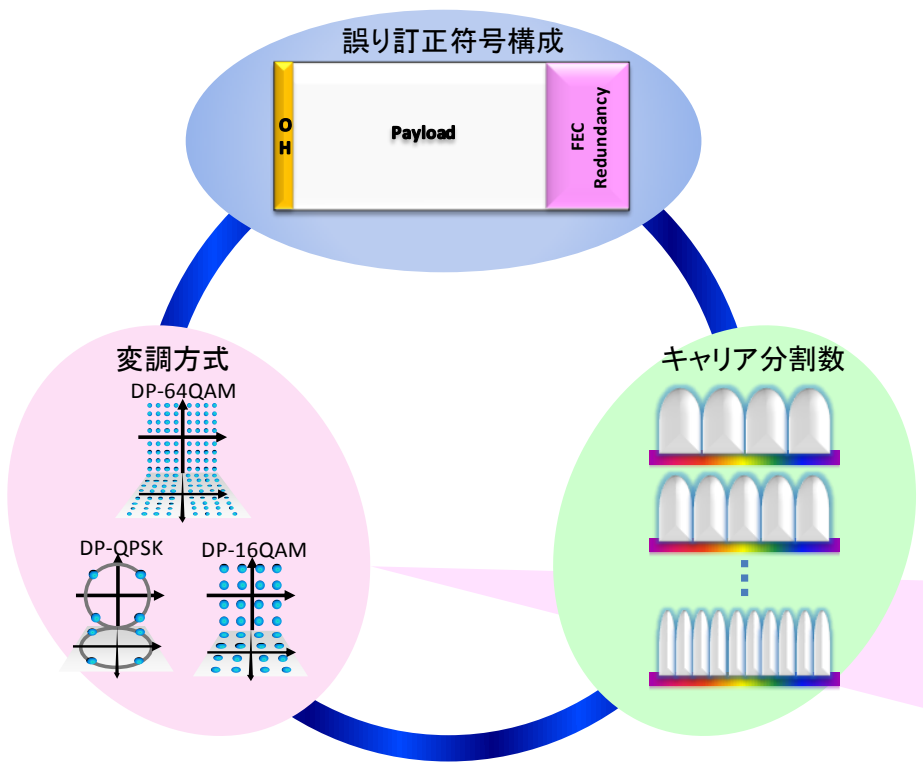 誤り訂正符号構成
OH
Payload
FEC
Redundancy
変調方式
DP-64QAM
DP-QPSK
DP-16QAM
キャリア分割数